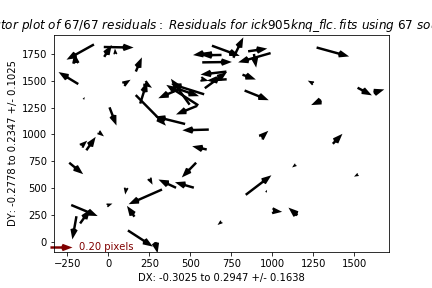 tor plot of 67/67 residuals: Residuals for ick905knq_flc.fits using 67 sou
1750
1500
1250
1000
750
500
250
0
0.20 pixels
−250 0 250 500 750 1000 1250 1500
DY: -0.2778 to 0.2347 +/- 0.1025
DX: -0.3025 to 0.2947 +/- 0.1638